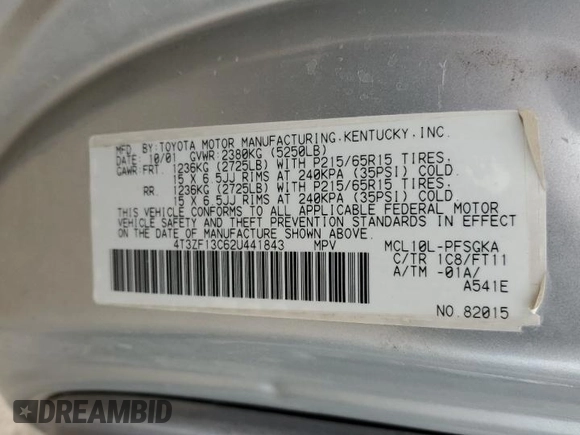 MFD. BY:TOYOTA MOTOR MANUFACTURING,KENTUCKY,INC.
DATE: 10/01 GVWR:2380KG (5250LB)
GAWR:FRT. 1236KG (2725LB) WITH P215/65R15 TIRES,
15 X 6.5JJ RIMS AT 240KPA (35PSI) COLD.
RR. 1236KG (2725LB) WITH P215/65R15 TIRES,
15 X 6.5JJ RIMS AT 240KPA (35PSI) COLD.
THIS VEHICLE CONFORMS TO ALL APPLICABLE FEDERAL MOTOR
VEHICLE SAFETY AND THEFT PREVENTION STANDARDS IN EFFECT
ON THE DATE OF MANUFACTURE SHOWN ABOVE.
4T3ZF13C62U441843 MPV MCL10L-PFSGKA
C/TR 1C8/FT11
A/TM -01A/
A541E
NO.82015
DREAMBID